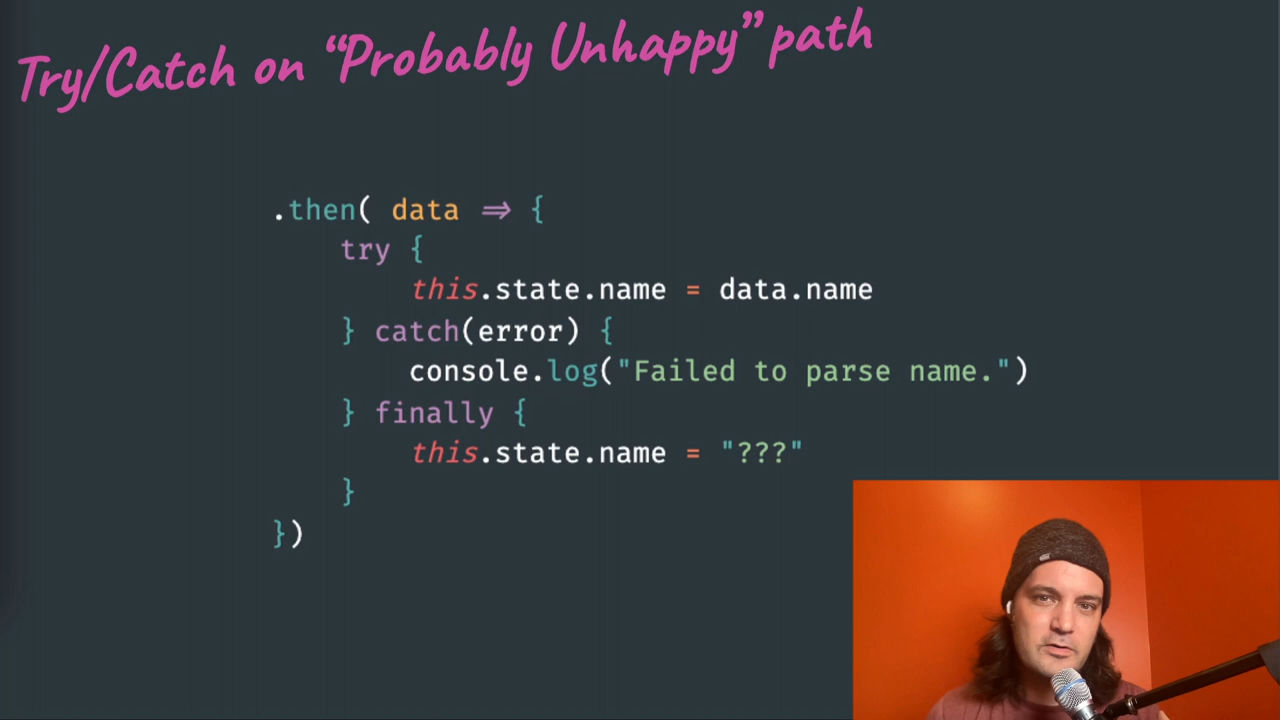 Try/Catch on “Probably Unhappy” path
.then( data => {
try {
this.state.name = data.name
} catch(error) {
console.log("Failed to parse name.")
} finally {
this.state.name = "???"
}
})